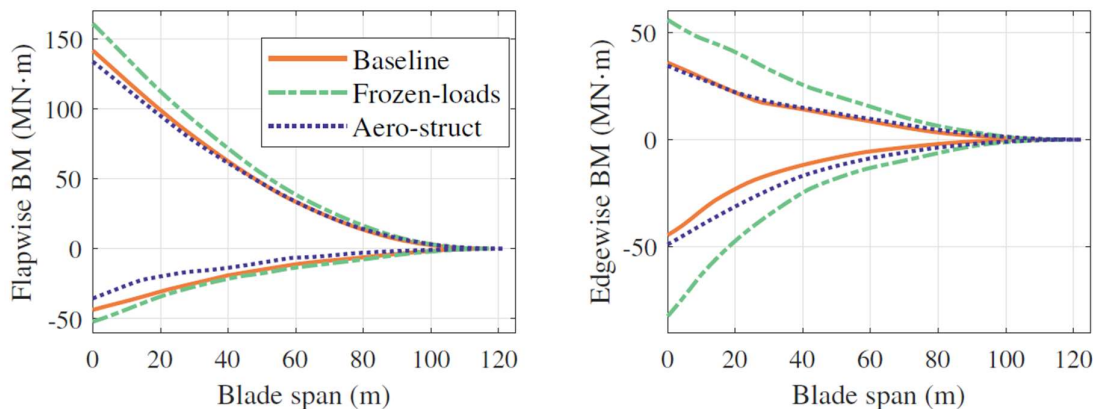 Flapwise BM (MN·m)
150
100
50
0
-50
0 20 40 60 80 100 120
Blade span (m)
Baseline
Frozen-loads
Aero-struct
Edgewise BM (MN·m)
50
0
-50
0 20 40 60 80 100 120
Blade span (m)